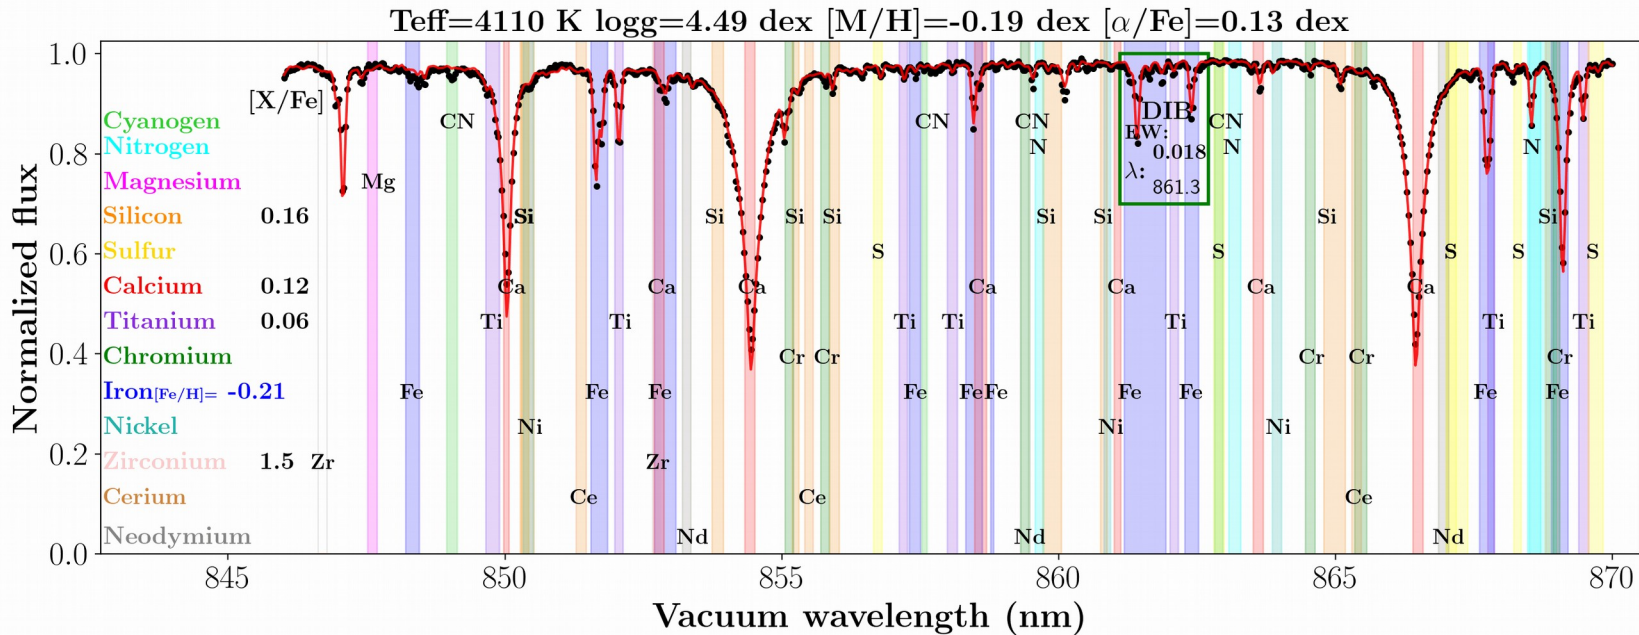 Teff=4110 K logg=4.49 dex [M/H]=-0.19 dex [α/Fe]=0.13 dex
Normalized flux
1.0
0.8
0.6
0.4
0.2
0.0
[X/Fe]
Cyanogen CN CN CN CN
Nitrogen N N N
Magnesium Mg
Silicon 0.16 Si Si Si Si Si Si Si Si
Sulfur S S S S S
Calcium 0.12 Ca Ca Ca Ca Ca Ca Ca
Titanium 0.06 Ti Ti Ti Ti Ti Ti Ti
Chromium Cr Cr Cr Cr Cr
Iron[Fe/H]= -0.21 Fe Fe Fe Fe Fe Fe Fe Fe Fe Fe
Nickel Ni Ni Ni
Zirconium 1.5 Zr Zr
Cerium Ce Ce Ce
Neodymium Nd Nd Nd
DIB
EW:
0.018
λ:
861.3
845 850 855 860 865 870
Vacuum wavelength (nm)